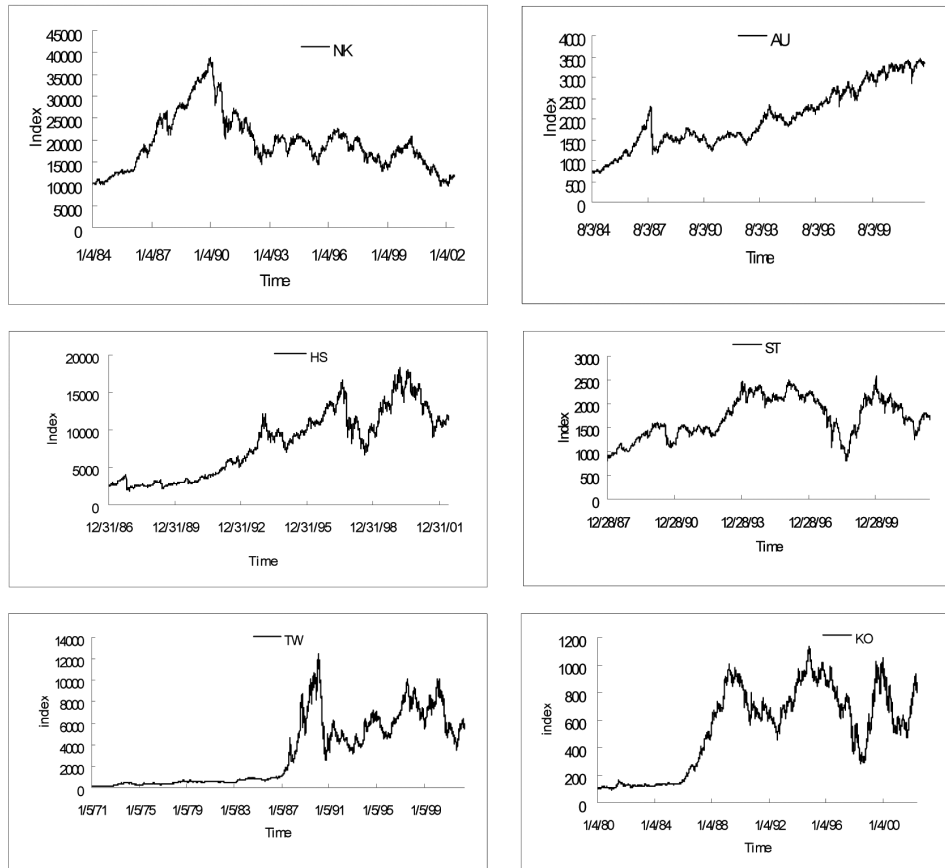 NK
45000
40000
35000
30000
25000
20000
15000
10000
5000
0
Index
1/4/84 1/4/87 1/4/90 1/4/93 1/4/96 1/4/99 1/4/02
Time
AU
4000
3500
3000
2500
2000
1500
1000
500
0
Index
8/3/84 8/3/87 8/3/90 8/3/93 8/3/96 8/3/99
Time
HS
20000
15000
10000
5000
0
Index
12/31/86 12/31/89 12/31/92 12/31/95 12/31/98 12/31/01
Time
ST
3000
2500
2000
1500
1000
500
0
Index
12/28/87 12/28/90 12/28/93 12/28/96 12/28/99
Time
TW
14000
12000
10000
8000
6000
4000
2000
0
index
1/5/71 1/5/75 1/5/79 1/5/83 1/5/87 1/5/91 1/5/95 1/5/99
Time
KO
1200
1000
800
600
400
200
0
index
1/4/80 1/4/84 1/4/88 1/4/92 1/4/96 1/4/00
Time